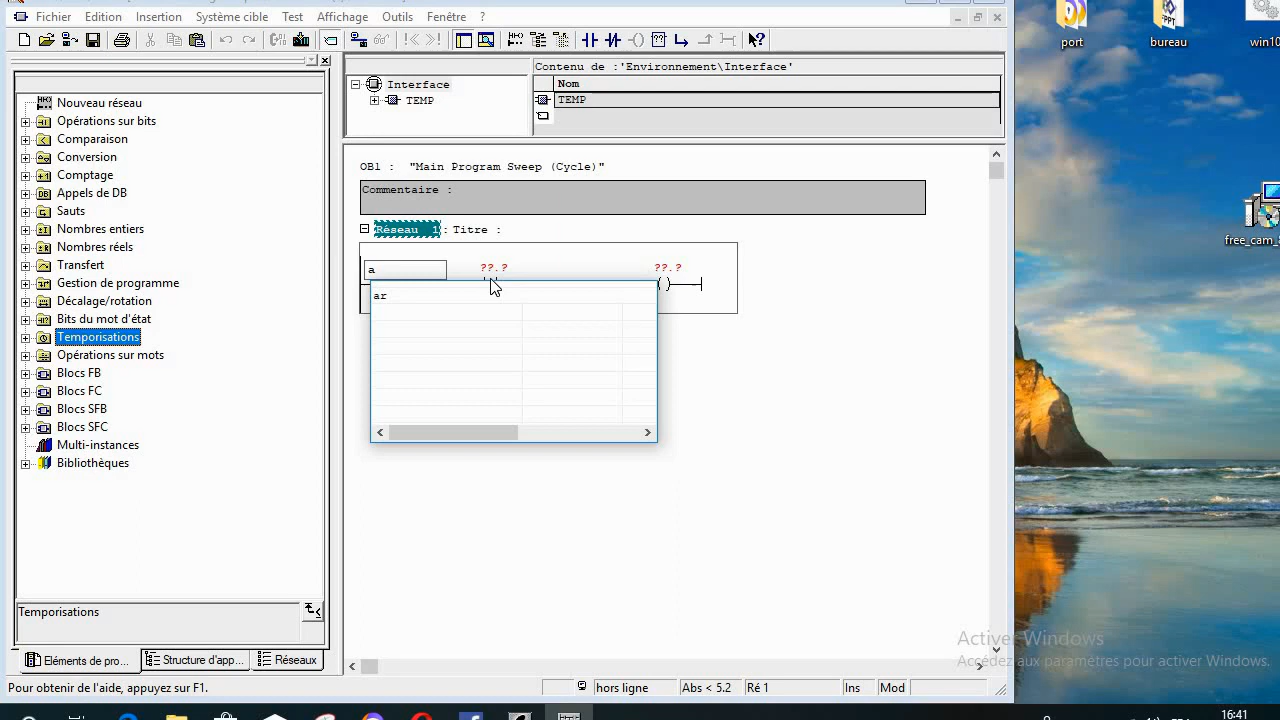 Fichier Edition Insertion Système cible Test Affichage Outils Fenêtre ?
Nouveau réseau
Opérations sur bits
Comparaison
Conversion
Comptage
Appels de DB
Sauts
Nombres entiers
Nombres réels
Transfert
Gestion de programme
Décalage/rotation
Bits du mot d'état
Temporisations
Opérations sur mots
Blocs FB
Blocs FC
Blocs SFB
Blocs SFC
Multi-instances
Bibliothèques
Temporisations
Eléments de pro... Structure d'app... Réseaux
Interface
TEMP
Contenu de :'Environnement\Interface'
Nom
TEMP
OB1 : "Main Program Sweep (Cycle)"
Commentaire :
Réseau 1: Titre :
a ??.? ??.?
ar
Pour obtenir de l'aide, appuyez sur F1. hors ligne Abs < 5.2 Ré 1 Ins Mod
port
bureau
Activer Windows
Accédez aux paramètres pour activer Windows.
16:41